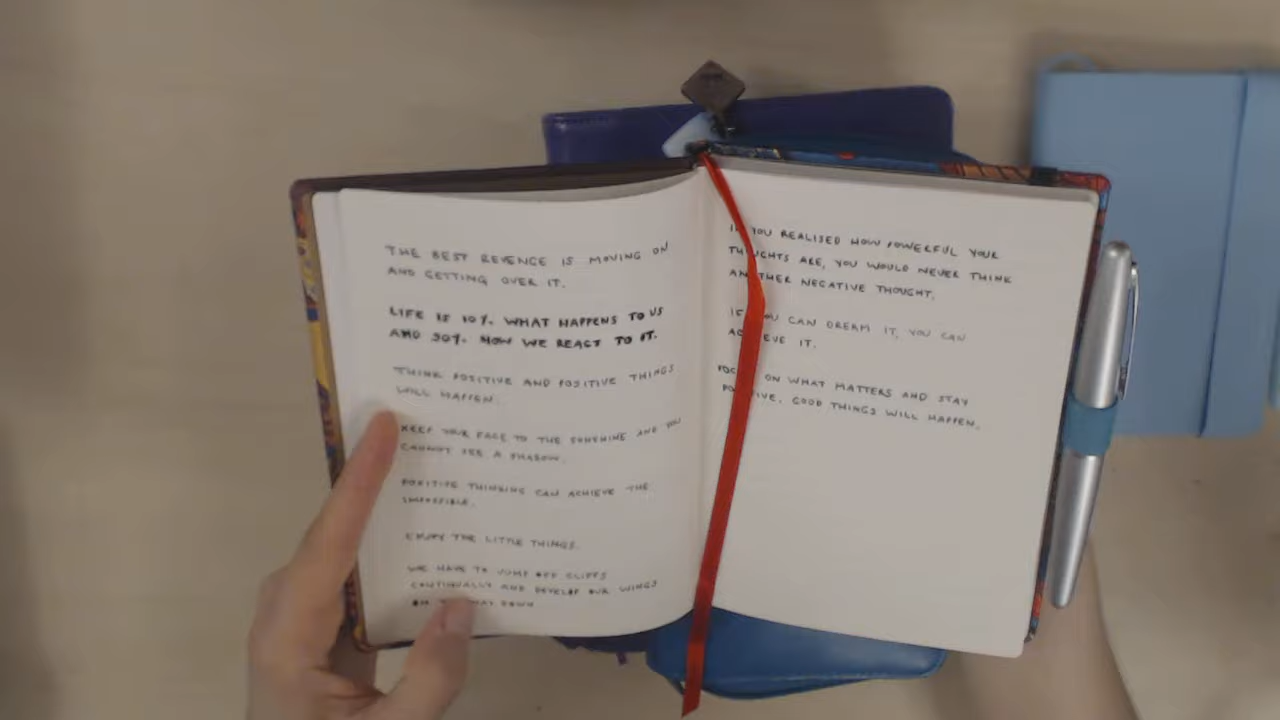 THE BEST REVENGE IS MOVING ON
AND GETTING OVER IT.
LIFE IS 10%. WHAT HAPPENS TO US
AND 90%. HOW WE REACT TO IT.
THINK POSITIVE AND POSITIVE THINGS
WILL HAPPEN.
KEEP YOUR FACE TO THE SUNSHINE AND YOU
CANNOT SEE A SHADOW.
POSITIVE THINKING CAN ACHIEVE THE
IMPOSSIBLE.
ENJOY THE LITTLE THINGS.
WE HAVE TO JUMP OFF CLIFFS
CONTINUALLY AND DEVELOP OUR WINGS
ON DOWN
YOU REALISED HOW POWERFUL YOUR
ARE, YOU WOULD NEVER THINK
NEGATIVE THOUGHT.
IF YOU CAN DREAM IT, YOU CAN
IT.
ON WHAT MATTERS AND STAY
GOOD THINGS WILL HAPPEN.